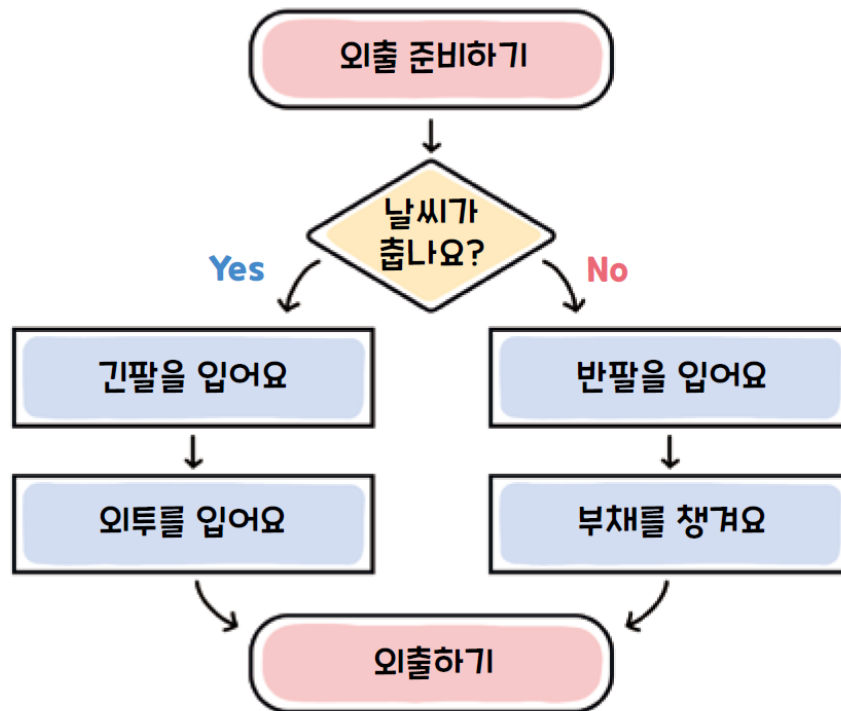 외출 준비하기
날씨가
춥나요?
Yes
No
긴팔을 입어요
반팔을 입어요
외투를 입어요
부채를 챙겨요
외출하기